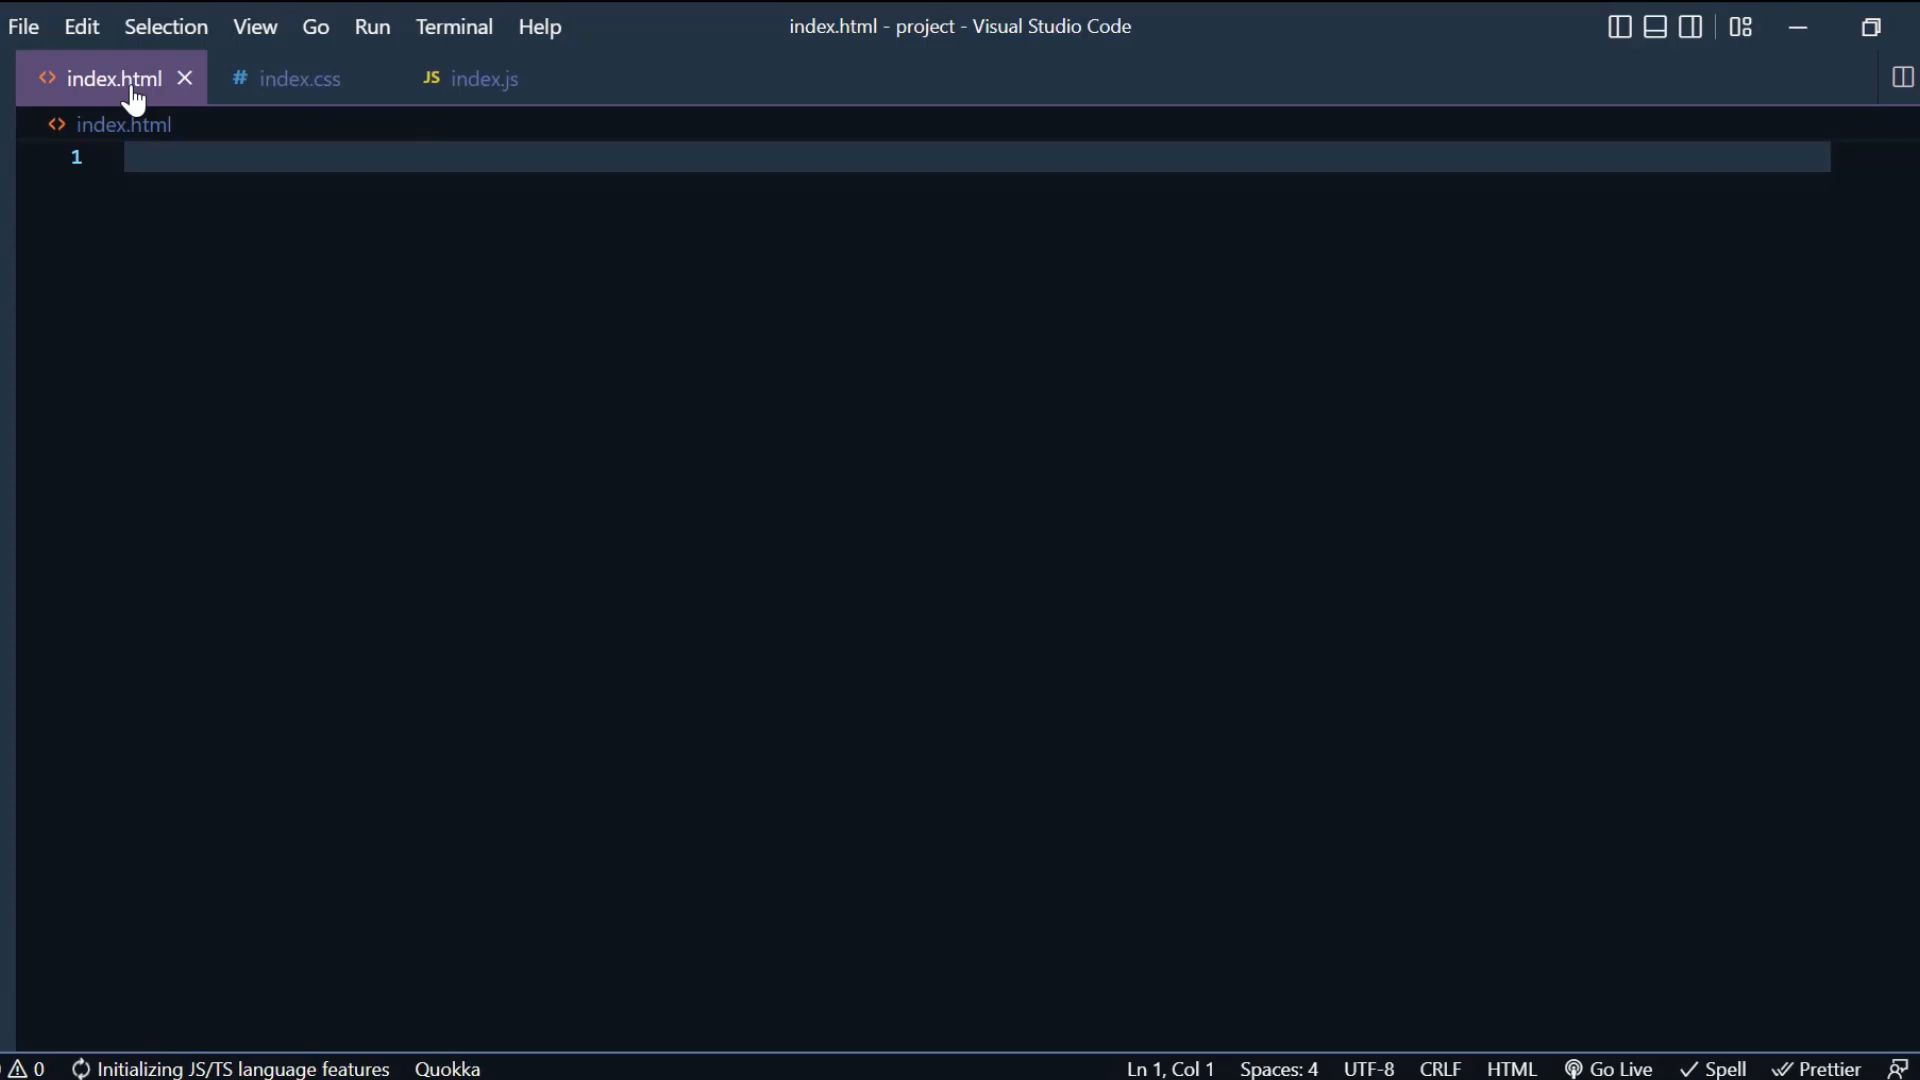 File Edit Selection View Go Run Terminal Help index.html - project - Visual Studio Code
<> index.html # index.css JS index.js
<> index.html
1
0 Initializing JS/TS language features Quokka Ln 1, Col 1 Spaces: 4 UTF-8 CRLF HTML Go Live Spell Prettier